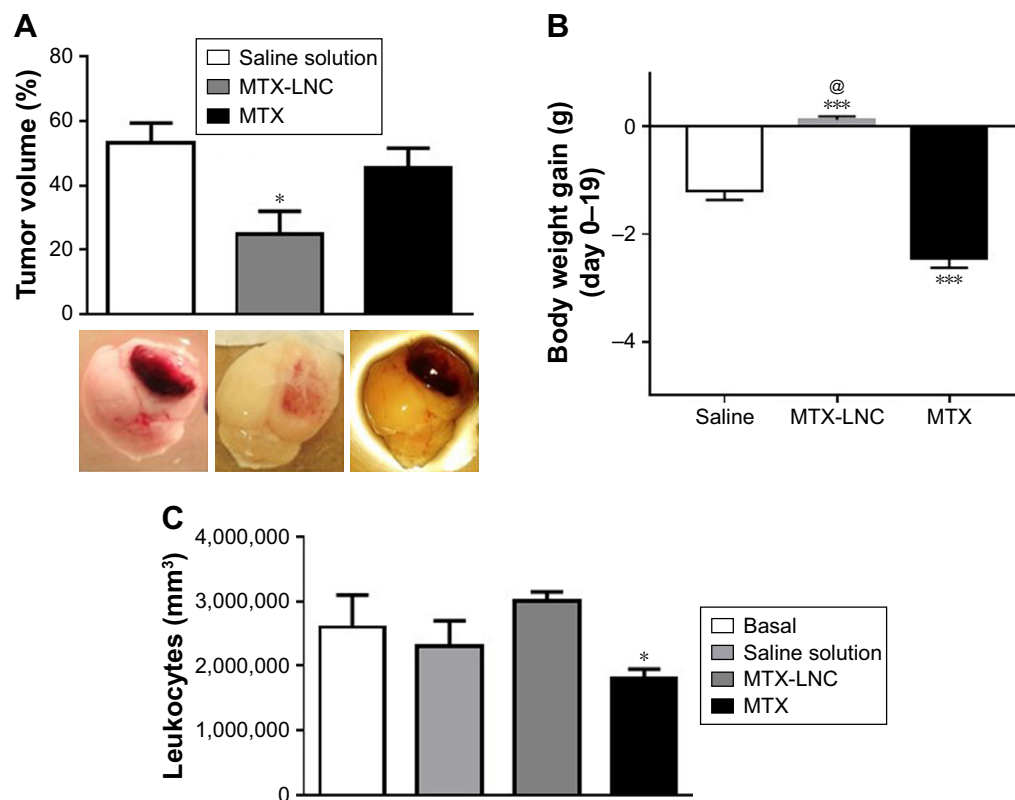 A
Tumor volume (%)
80
60
40
20
0
Saline solution
MTX-LNC
MTX
*
B
Body weight gain (g)
(day 0–19)
0
–2
–4
@
***
***
Saline MTX-LNC MTX
C
Leukocytes (mm³)
4,000,000
3,000,000
2,000,000
1,000,000
0
*
Basal
Saline solution
MTX-LNC
MTX